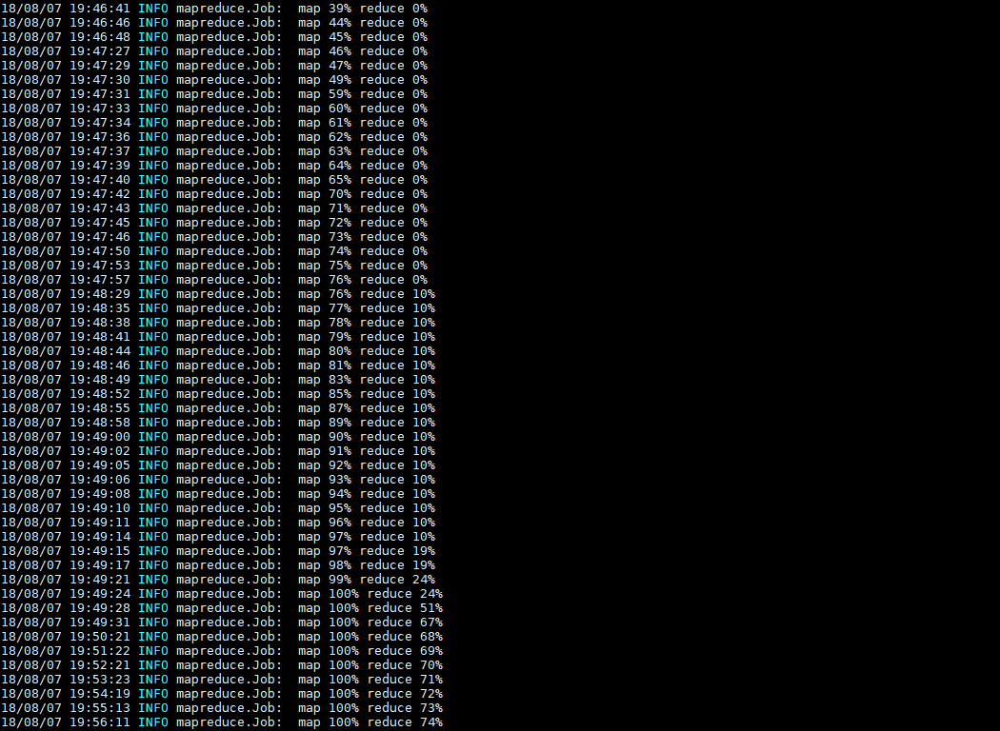 18/08/07 19:46:41 INFO mapreduce.Job:  map 39% reduce 0%
18/08/07 19:46:46 INFO mapreduce.Job:  map 44% reduce 0%
18/08/07 19:46:48 INFO mapreduce.Job:  map 45% reduce 0%
18/08/07 19:47:27 INFO mapreduce.Job:  map 46% reduce 0%
18/08/07 19:47:29 INFO mapreduce.Job:  map 47% reduce 0%
18/08/07 19:47:30 INFO mapreduce.Job:  map 49% reduce 0%
18/08/07 19:47:31 INFO mapreduce.Job:  map 59% reduce 0%
18/08/07 19:47:33 INFO mapreduce.Job:  map 60% reduce 0%
18/08/07 19:47:34 INFO mapreduce.Job:  map 61% reduce 0%
18/08/07 19:47:36 INFO mapreduce.Job:  map 62% reduce 0%
18/08/07 19:47:37 INFO mapreduce.Job:  map 63% reduce 0%
18/08/07 19:47:39 INFO mapreduce.Job:  map 64% reduce 0%
18/08/07 19:47:40 INFO mapreduce.Job:  map 65% reduce 0%
18/08/07 19:47:42 INFO mapreduce.Job:  map 70% reduce 0%
18/08/07 19:47:43 INFO mapreduce.Job:  map 71% reduce 0%
18/08/07 19:47:45 INFO mapreduce.Job:  map 72% reduce 0%
18/08/07 19:47:46 INFO mapreduce.Job:  map 73% reduce 0%
18/08/07 19:47:50 INFO mapreduce.Job:  map 74% reduce 0%
18/08/07 19:47:53 INFO mapreduce.Job:  map 75% reduce 0%
18/08/07 19:47:57 INFO mapreduce.Job:  map 76% reduce 0%
18/08/07 19:48:29 INFO mapreduce.Job:  map 76% reduce 10%
18/08/07 19:48:35 INFO mapreduce.Job:  map 77% reduce 10%
18/08/07 19:48:38 INFO mapreduce.Job:  map 78% reduce 10%
18/08/07 19:48:41 INFO mapreduce.Job:  map 79% reduce 10%
18/08/07 19:48:44 INFO mapreduce.Job:  map 80% reduce 10%
18/08/07 19:48:46 INFO mapreduce.Job:  map 81% reduce 10%
18/08/07 19:48:49 INFO mapreduce.Job:  map 83% reduce 10%
18/08/07 19:48:52 INFO mapreduce.Job:  map 85% reduce 10%
18/08/07 19:48:55 INFO mapreduce.Job:  map 87% reduce 10%
18/08/07 19:48:58 INFO mapreduce.Job:  map 89% reduce 10%
18/08/07 19:49:00 INFO mapreduce.Job:  map 90% reduce 10%
18/08/07 19:49:02 INFO mapreduce.Job:  map 91% reduce 10%
18/08/07 19:49:05 INFO mapreduce.Job:  map 92% reduce 10%
18/08/07 19:49:06 INFO mapreduce.Job:  map 93% reduce 10%
18/08/07 19:49:08 INFO mapreduce.Job:  map 94% reduce 10%
18/08/07 19:49:10 INFO mapreduce.Job:  map 95% reduce 10%
18/08/07 19:49:11 INFO mapreduce.Job:  map 96% reduce 10%
18/08/07 19:49:14 INFO mapreduce.Job:  map 97% reduce 10%
18/08/07 19:49:15 INFO mapreduce.Job:  map 97% reduce 19%
18/08/07 19:49:17 INFO mapreduce.Job:  map 98% reduce 19%
18/08/07 19:49:21 INFO mapreduce.Job:  map 99% reduce 24%
18/08/07 19:49:24 INFO mapreduce.Job:  map 100% reduce 24%
18/08/07 19:49:28 INFO mapreduce.Job:  map 100% reduce 51%
18/08/07 19:49:31 INFO mapreduce.Job:  map 100% reduce 67%
18/08/07 19:50:21 INFO mapreduce.Job:  map 100% reduce 68%
18/08/07 19:51:22 INFO mapreduce.Job:  map 100% reduce 69%
18/08/07 19:52:21 INFO mapreduce.Job:  map 100% reduce 70%
18/08/07 19:53:23 INFO mapreduce.Job:  map 100% reduce 71%
18/08/07 19:54:19 INFO mapreduce.Job:  map 100% reduce 72%
18/08/07 19:55:13 INFO mapreduce.Job:  map 100% reduce 73%
18/08/07 19:56:11 INFO mapreduce.Job:  map 100% reduce 74%